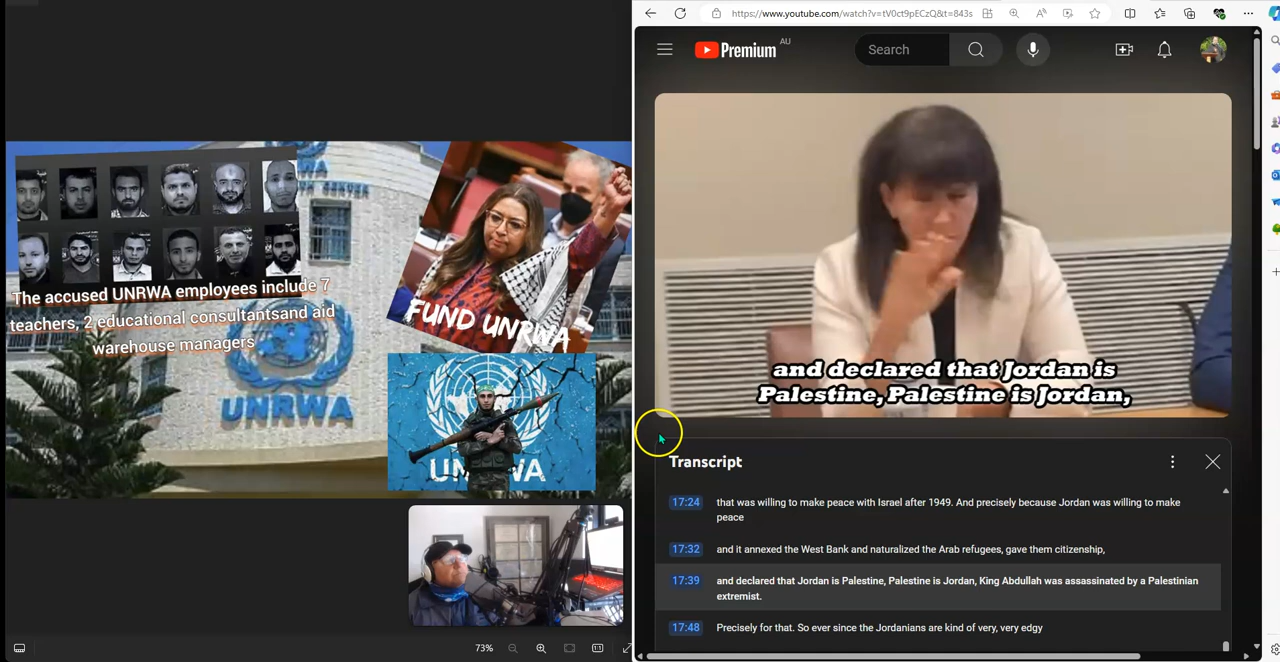 https://www.youtube.com/watch?v=tV0ct9pECzQ&t=843s
Premium AU
Search
The accused UNRWA employees include 7
teachers, 2 educational consultantsand aid
warehouse managers
FUND UNRWA
UNRWA
and declared that Jordan is
Palestine, Palestine is Jordan,
Transcript
17:24 that was willing to make peace with Israel after 1949. And precisely because Jordan was willing to make
peace
17:32 and it annexed the West Bank and naturalized the Arab refugees, gave them citizenship,
17:39 and declared that Jordan is Palestine, Palestine is Jordan, King Abdullah was assassinated by a Palestinian
extremist.
17:48 Precisely for that. So ever since the Jordanians are kind of very, very edgy
73%